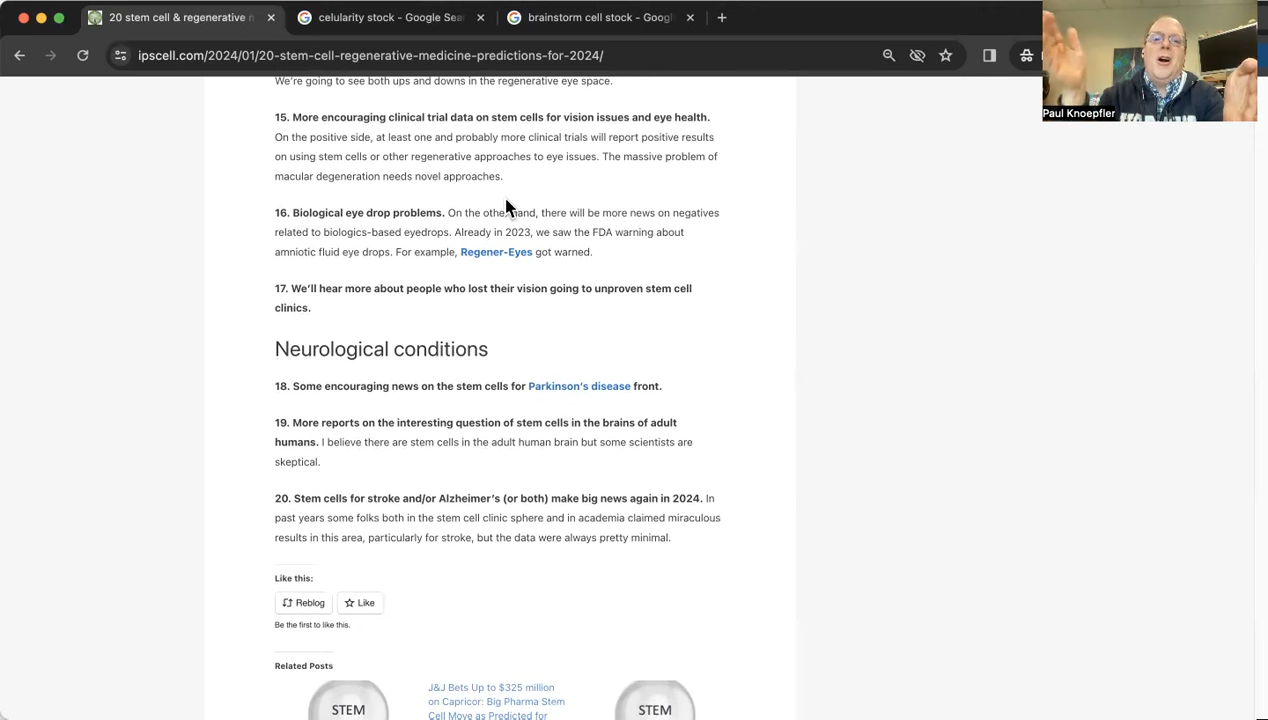 20 stem cell & regenerative n
celularity stock - Google Sea
brainstorm cell stock - Goog
ipscell.com/2024/01/20-stem-cell-regenerative-medicine-predictions-for-2024/
Paul Knoepfler
We're going to see both ups and downs in the regenerative eye space.
15. More encouraging clinical trial data on stem cells for vision issues and eye health.
On the positive side, at least one and probably more clinical trials will report positive results
on using stem cells or other regenerative approaches to eye issues. The massive problem of
macular degeneration needs novel approaches.
16. Biological eye drop problems. On the other hand, there will be more news on negatives
related to biologics-based eyedrops. Already in 2023, we saw the FDA warning about
amniotic fluid eye drops. For example, Regener-Eyes got warned.
17. We'll hear more about people who lost their vision going to unproven stem cell
clinics.
Neurological conditions
18. Some encouraging news on the stem cells for Parkinson's disease front.
19. More reports on the interesting question of stem cells in the brains of adult
humans. I believe there are stem cells in the adult human brain but some scientists are
skeptical.
20. Stem cells for stroke and/or Alzheimer's (or both) make big news again in 2024. In
past years some folks both in the stem cell clinic sphere and in academia claimed miraculous
results in this area, particularly for stroke, but the data were always pretty minimal.
Like this:
Reblog
Like
Be the first to like this.
Related Posts
STEM
J&J Bets Up to $325 million
on Capricor: Big Pharma Stem
Cell Move as Predicted for
STEM